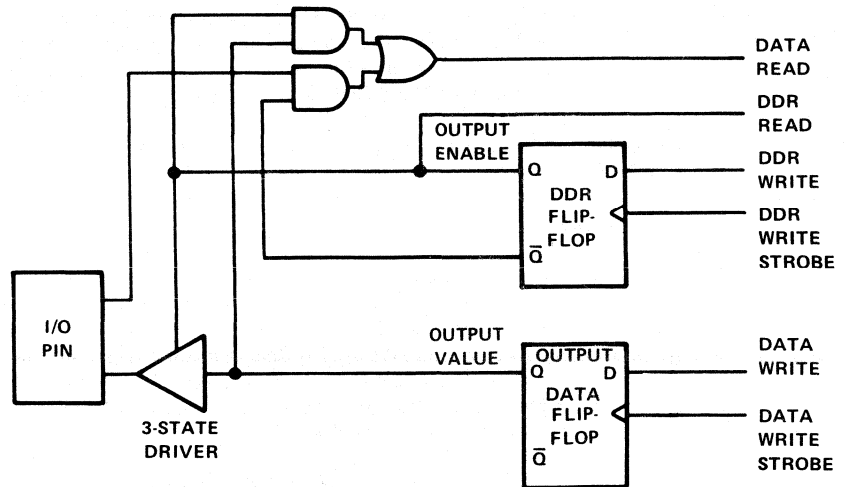 DATA
READ
DDR
READ
OUTPUT
ENABLE
DDR
WRITE
Q
D
DDR
FLIP-
FLOP
Q̅
DDR
WRITE
STROBE
I/O
PIN
OUTPUT
VALUE
OUTPUT
Q
D
DATA
FLIP-
FLOP
Q̅
DATA
WRITE
DATA
WRITE
STROBE
3-STATE
DRIVER